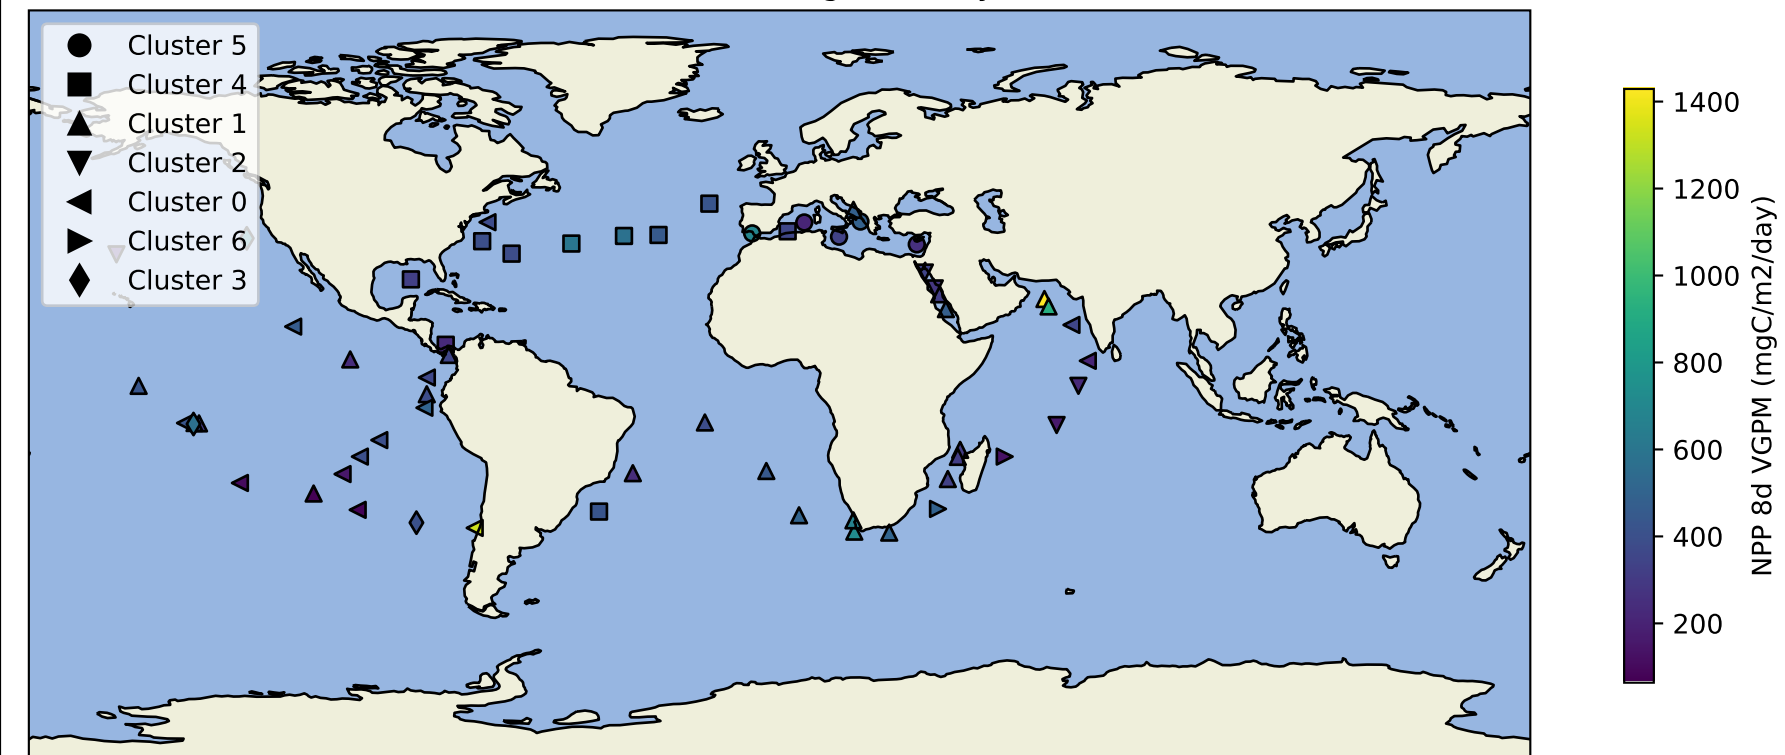 Cluster 5
Cluster 4
Cluster 1
Cluster 2
Cluster 0
Cluster 6
Cluster 3
1400
1200
1000
800
600
400
200
NPP 8d VGPM (mgC/m2/day)